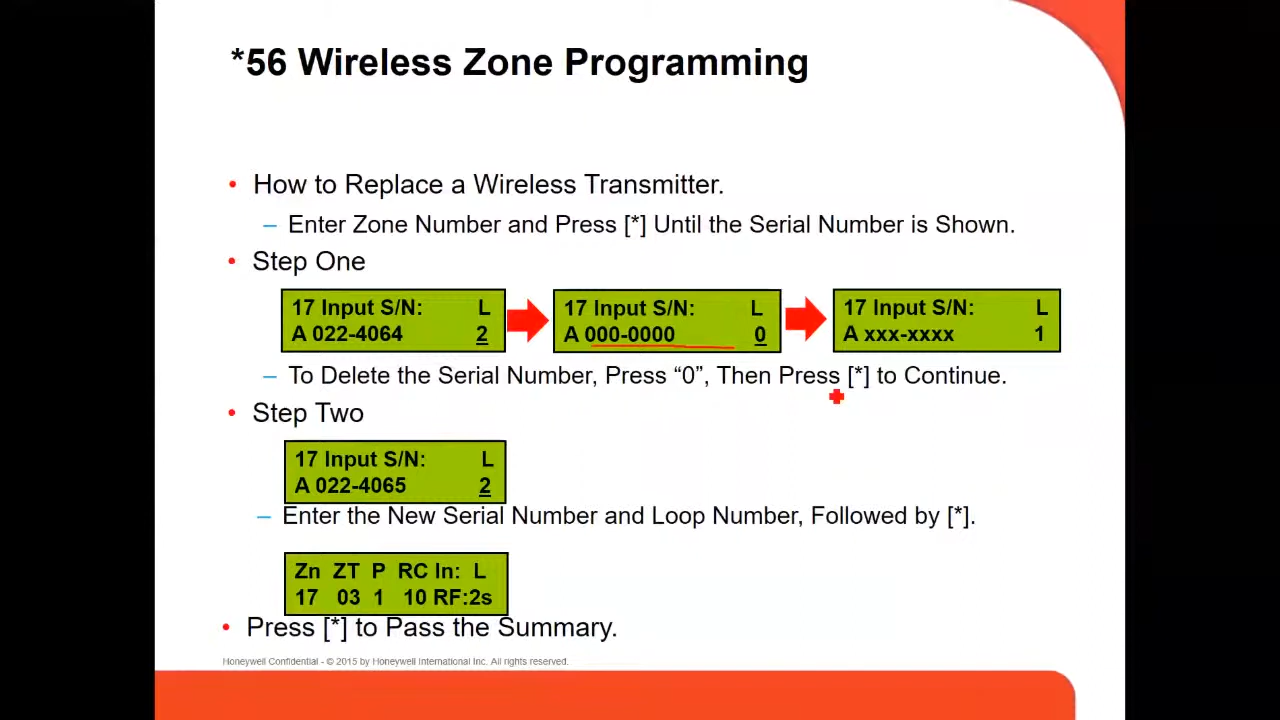 *56 Wireless Zone Programming
• How to Replace a Wireless Transmitter.
– Enter Zone Number and Press [*] Until the Serial Number is Shown.
• Step One
17 Input S/N: L
A 022-4064 2
17 Input S/N: L
A 000-0000 0
17 Input S/N: L
A xxx-xxxx 1
– To Delete the Serial Number, Press “0”, Then Press [*] to Continue.
• Step Two
17 Input S/N: L
A 022-4065 2
– Enter the New Serial Number and Loop Number, Followed by [*].
Zn ZT P RC In: L
17 03 1 10 RF:2s
• Press [*] to Pass the Summary.
Honeywell Confidential - © 2015 by Honeywell International Inc. All rights reserved.